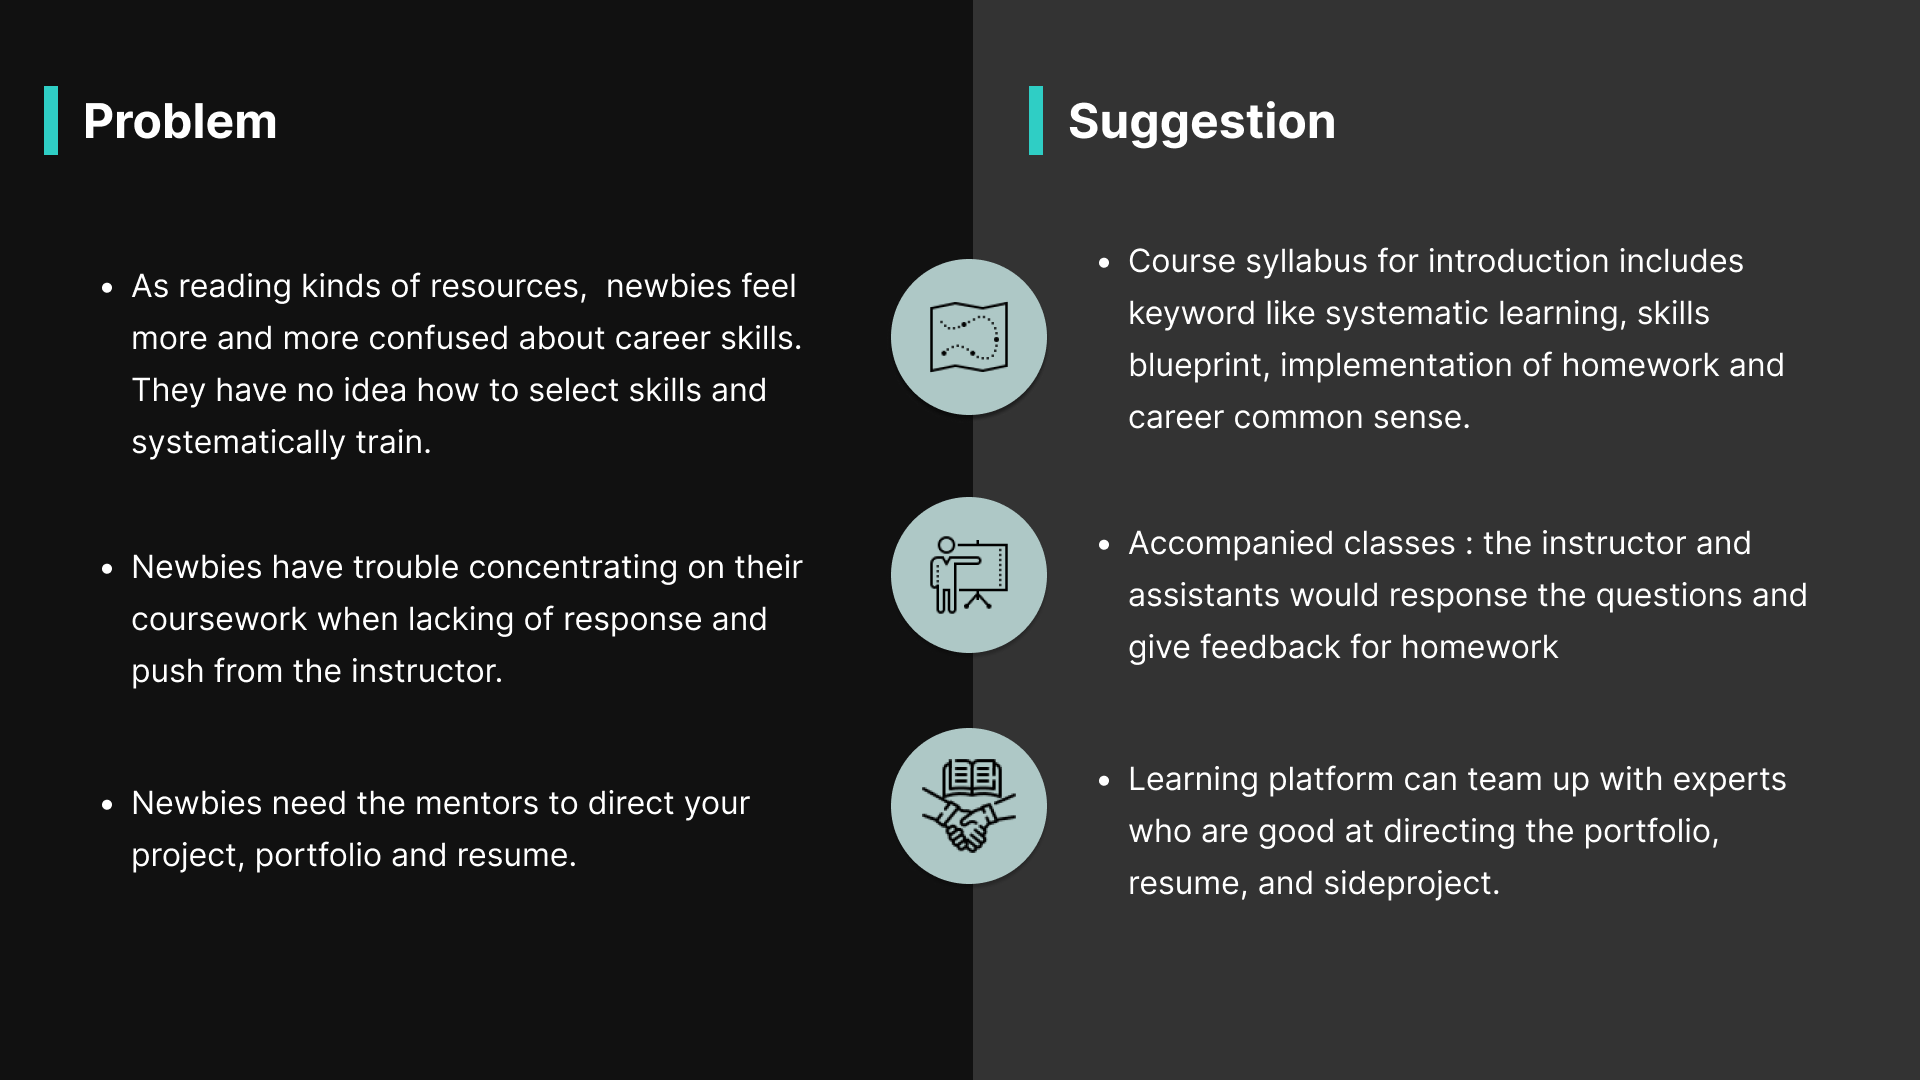 Problem
• As reading kinds of resources,  newbies feel
more and more confused about career skills.
They have no idea how to select skills and
systematically train.
• Newbies have trouble concentrating on their
coursework when lacking of response and
push from the instructor.
• Newbies need the mentors to direct your
project, portfolio and resume.
Suggestion
• Course syllabus for introduction includes
keyword like systematic learning, skills
blueprint, implementation of homework and
career common sense.
• Accompanied classes : the instructor and
assistants would response the questions and
give feedback for homework
• Learning platform can team up with experts
who are good at directing the portfolio,
resume, and sideproject.